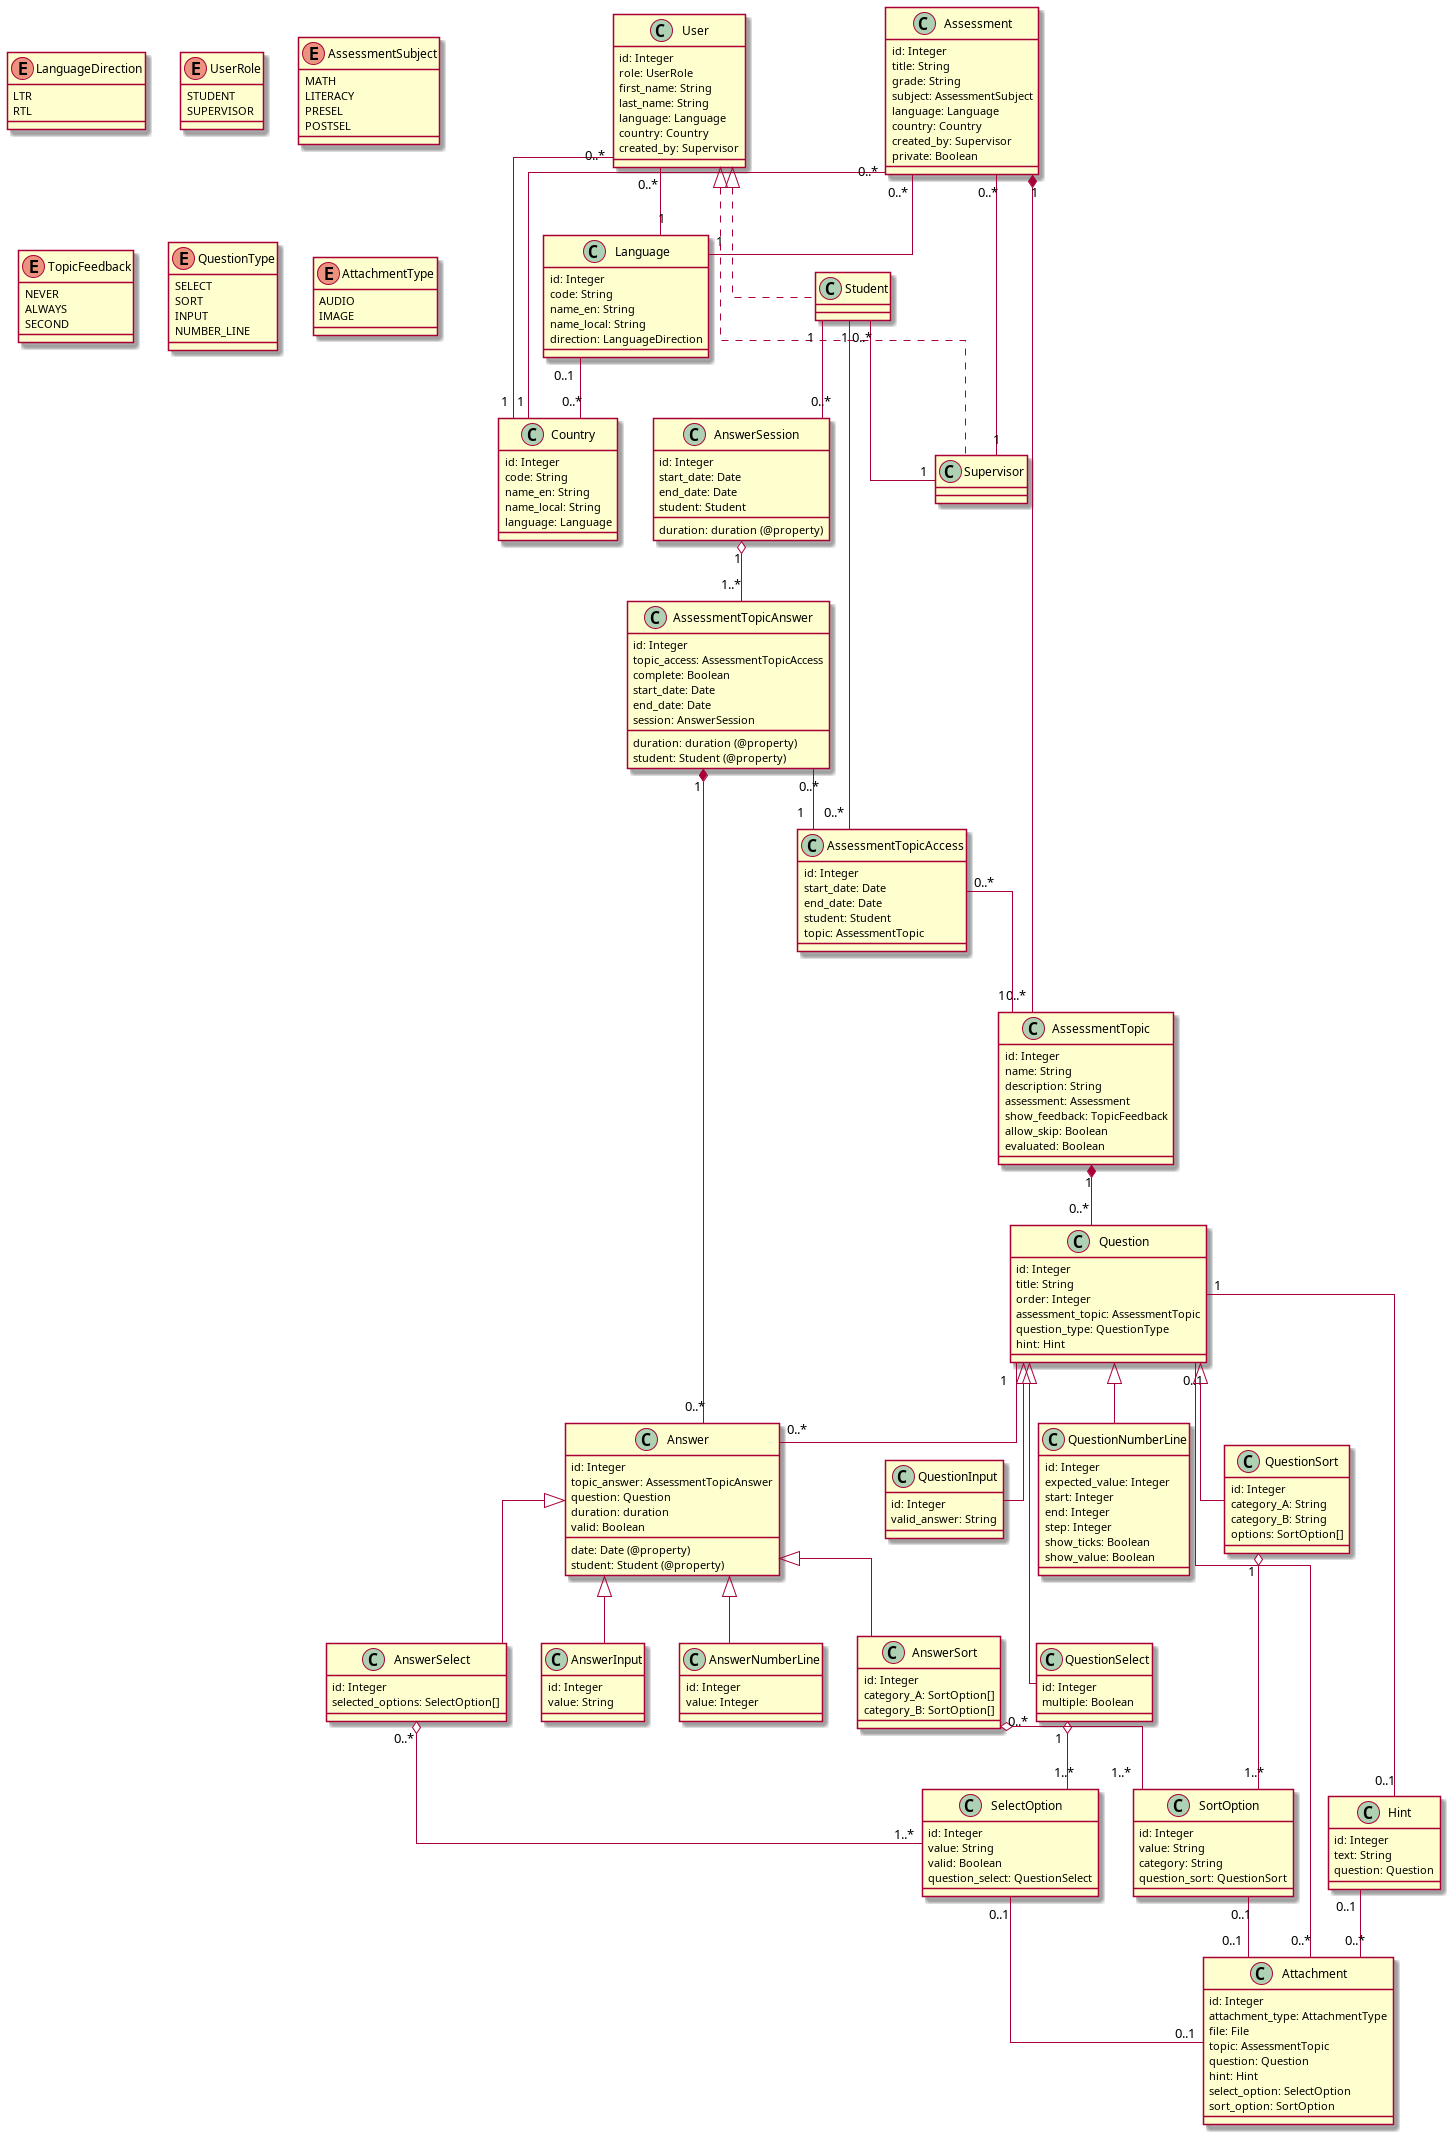 E LanguageDirection
LTR
RTL
E UserRole
STUDENT
SUPERVISOR
E AssessmentSubject
MATH
LITERACY
PRESEL
POSTSEL
C User
id: Integer
role: UserRole
first_name: String
last_name: String
language: Language
country: Country
created_by: Supervisor
C Assessment
id: Integer
title: String
grade: String
subject: AssessmentSubject
language: Language
country: Country
created_by: Supervisor
private: Boolean
0..*
0..*
0..*
0..*
0..*
1
1
1
E TopicFeedback
NEVER
ALWAYS
SECOND
E QuestionType
SELECT
SORT
INPUT
NUMBER_LINE
E AttachmentType
AUDIO
IMAGE
C Language
id: Integer
code: String
name_en: String
name_local: String
direction: LanguageDirection
C Student
1
1
0..*
0..1
0..*
1
1
0..*
1
1
C Country
id: Integer
code: String
name_en: String
name_local: String
language: Language
C AnswerSession
id: Integer
start_date: Date
end_date: Date
student: Student
duration: duration (@property)
C Supervisor
1
1..*
C AssessmentTopicAnswer
id: Integer
topic_access: AssessmentTopicAccess
complete: Boolean
start_date: Date
end_date: Date
session: AnswerSession
duration: duration (@property)
student: Student (@property)
1
0..*
1
0..*
C AssessmentTopicAccess
id: Integer
start_date: Date
end_date: Date
student: Student
topic: AssessmentTopic
0..*
1
0..*
C AssessmentTopic
id: Integer
name: String
description: String
assessment: Assessment
show_feedback: TopicFeedback
allow_skip: Boolean
evaluated: Boolean
1
0..*
C Question
id: Integer
title: String
order: Integer
assessment_topic: AssessmentTopic
question_type: QuestionType
hint: Hint
1
1
0..1
0..*
0..*
C Answer
id: Integer
topic_answer: AssessmentTopicAnswer
question: Question
duration: duration
valid: Boolean
date: Date (@property)
student: Student (@property)
C QuestionInput
id: Integer
valid_answer: String
C QuestionNumberLine
id: Integer
expected_value: Integer
start: Integer
end: Integer
step: Integer
show_ticks: Boolean
show_value: Boolean
C QuestionSort
id: Integer
category_A: String
category_B: String
options: SortOption[]
1
C AnswerSelect
id: Integer
selected_options: SelectOption[]
C AnswerInput
id: Integer
value: String
C AnswerNumberLine
id: Integer
value: Integer
C AnswerSort
id: Integer
category_A: SortOption[]
category_B: SortOption[]
C QuestionSelect
id: Integer
multiple: Boolean
0..*
0..*
1
1..*
1..*
1..*
0..1
1..*
C SelectOption
id: Integer
value: String
valid: Boolean
question_select: QuestionSelect
C SortOption
id: Integer
value: String
category: String
question_sort: QuestionSort
C Hint
id: Integer
text: String
question: Question
0..1
0..1
0..1
0..1
0..*
0..*
0..1
C Attachment
id: Integer
attachment_type: AttachmentType
file: File
topic: AssessmentTopic
question: Question
hint: Hint
select_option: SelectOption
sort_option: SortOption